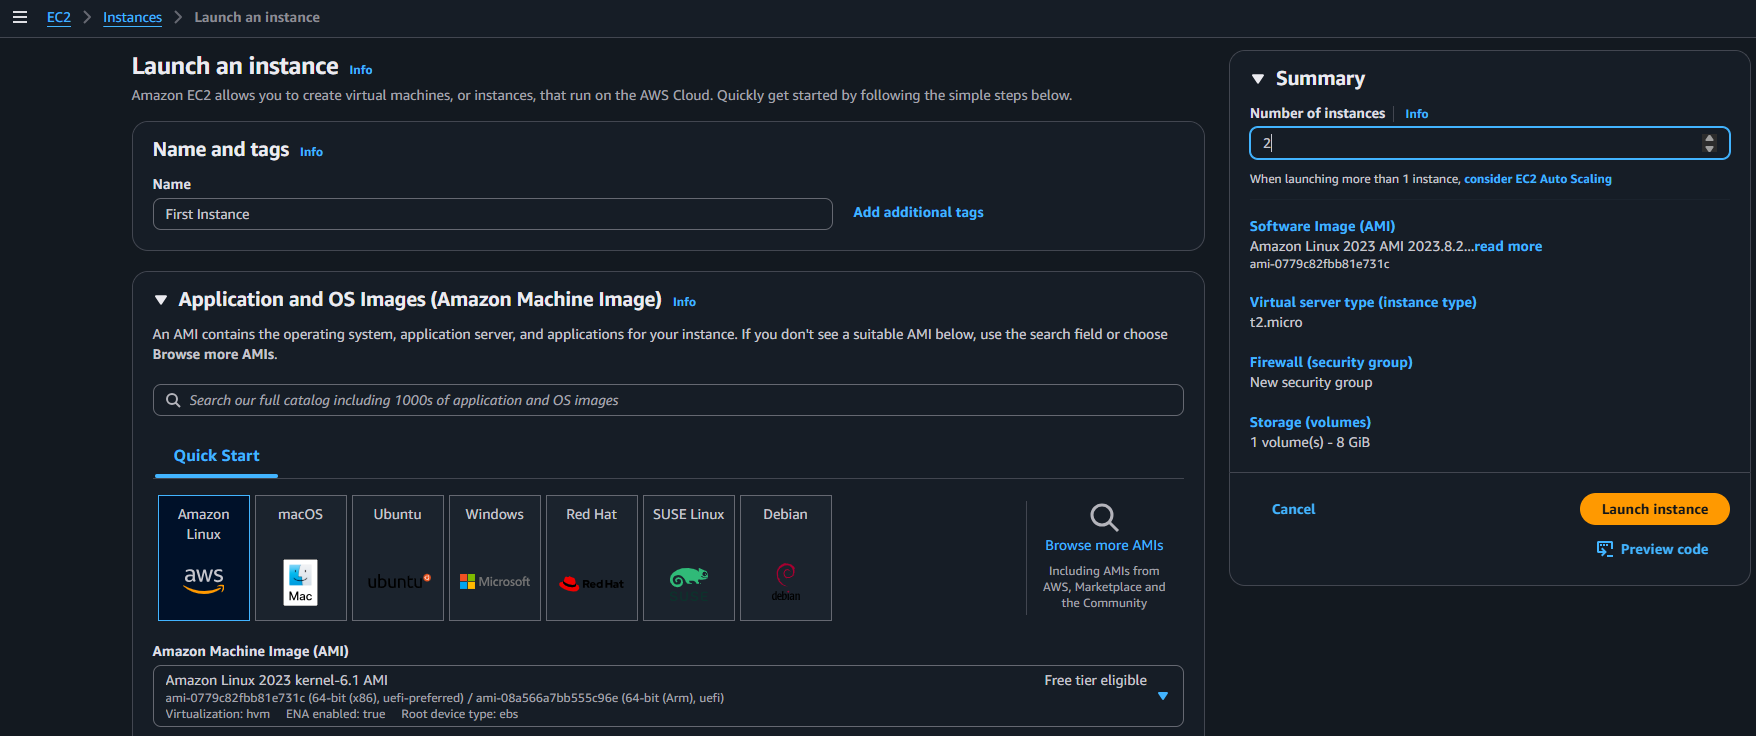 EC2 > Instances > Launch an instance
Launch an instance Info
Amazon EC2 allows you to create virtual machines, or instances, that run on the AWS Cloud. Quickly get started by following the simple steps below.
Name and tags Info
Name
First Instance
Add additional tags
Application and OS Images (Amazon Machine Image) Info
An AMI contains the operating system, application server, and applications for your instance. If you don't see a suitable AMI below, use the search field or choose
Browse more AMIs.
Search our full catalog including 1000s of application and OS images
Quick Start
Amazon
Linux
aws
macOS
Mac
Ubuntu
ubuntu
Windows
Microsoft
Red Hat
Red Hat
SUSE Linux
Debian
debian
Browse more AMIs
Including AMIs from
AWS, Marketplace and
the Community
Amazon Machine Image (AMI)
Amazon Linux 2023 kernel-6.1 AMI
Free tier eligible
ami-0779c82fbb81e731c (64-bit (x86), uefi-preferred) / ami-08a566a7bb555c96e (64-bit (Arm), uefi)
Virtualization: hvm ENA enabled: true Root device type: ebs
Summary
Number of instances Info
2
When launching more than 1 instance, consider EC2 Auto Scaling
Software Image (AMI)
Amazon Linux 2023 AMI 2023.8.2...read more
ami-0779c82fbb81e731c
Virtual server type (instance type)
t2.micro
Firewall (security group)
New security group
Storage (volumes)
1 volume(s) - 8 GiB
Cancel
Launch instance
Preview code